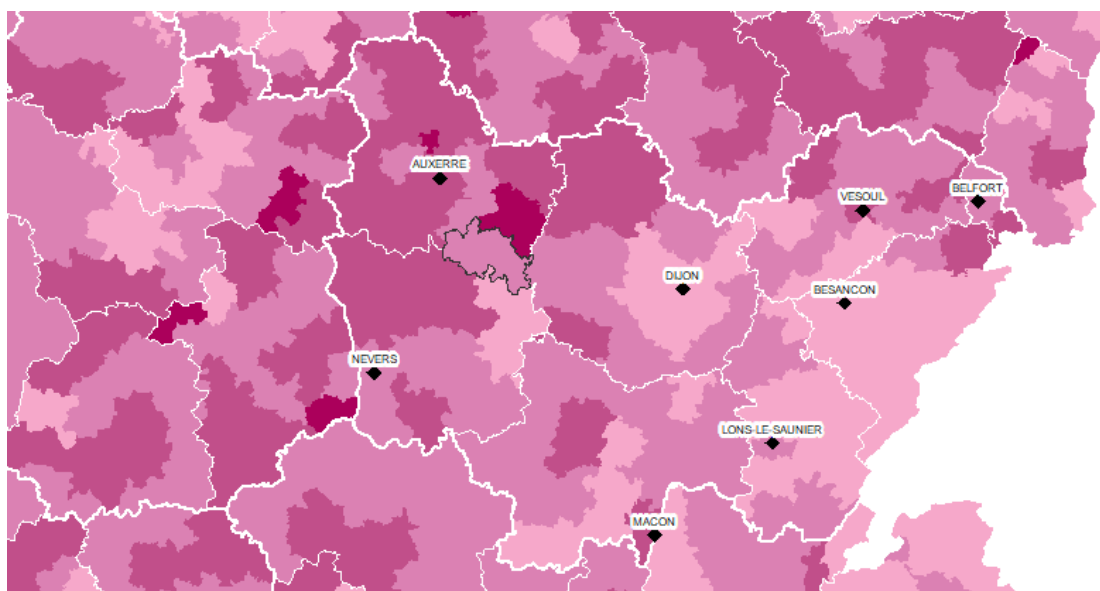 AUXERRE
BELFORT
VESOUL
DIJON
BESANCON
NEVERS
LONS-LE-SAUNIER
MACON